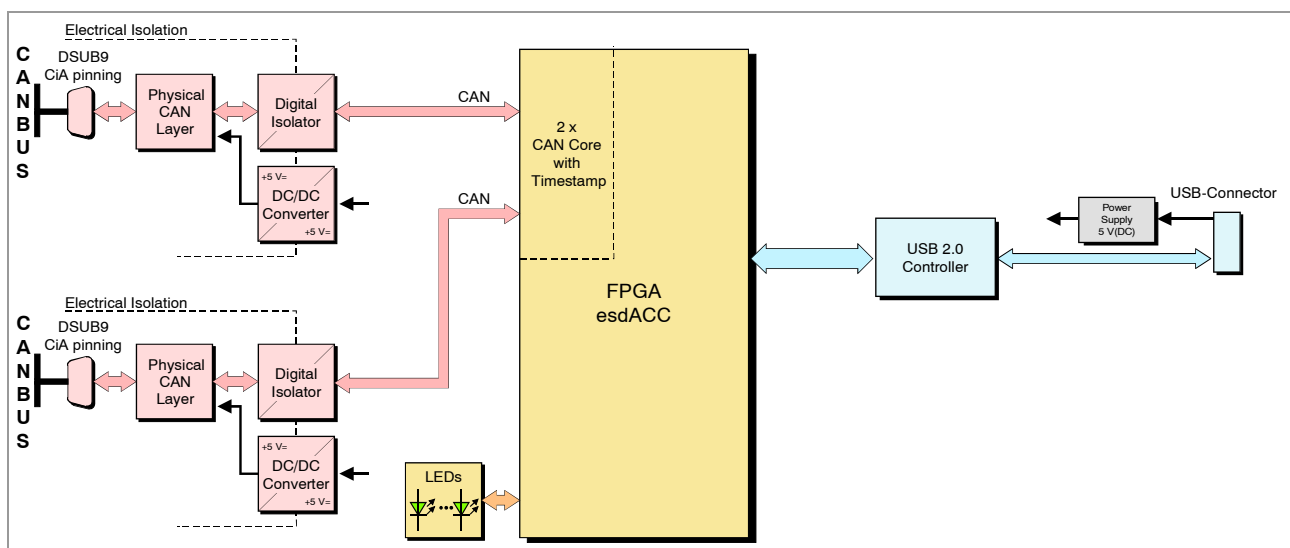 Electrical Isolation
C
A
N
B
U
S
DSUB9
CiA pinning
Physical
CAN
Layer
Digital
Isolator
+5 V=
DC/DC
Converter
+5 V=
CAN
CAN
2 x
CAN Core
with
Timestamp
FPGA
esdACC
USB 2.0
Controller
Power
Supply
5 V(DC)
USB-Connector
Electrical Isolation
C
A
N
B
U
S
DSUB9
CiA pinning
Physical
CAN
Layer
Digital
Isolator
+5 V=
DC/DC
Converter
+5 V=
LEDs